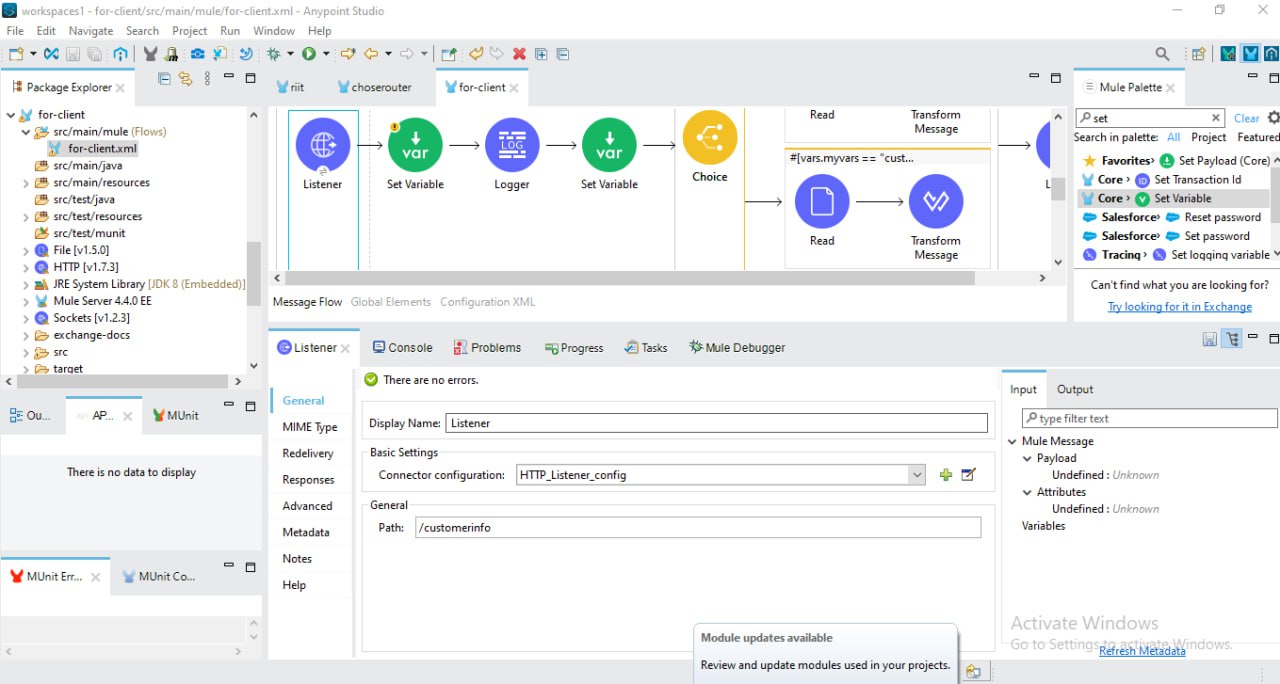 workspaces1 - for-client/src/main/mule/for-client.xml - Anypoint Studio
File Edit Navigate Search Project Run Window Help
Package Explorer
for-client
src/main/mule (Flows)
for-client.xml
src/main/java
src/main/resources
src/test/java
src/test/resources
src/test/munit
File [v1.5.0]
HTTP [v1.7.3]
JRE System Library [JDK 8 (Embedded)]
Mule Server 4.4.0 EE
Sockets [v1.2.3]
exchange-docs
src
target
Ou...
AP...
MUnit
There is no data to display
MUnit Err...
MUnit Co...
riit
choserouter
for-client
Listener
var
Set Variable
LOG
Logger
var
Set Variable
Choice
Read
Transform
Message
#[vars.myvars == "cust...
Read
Transform
Message
L
Message Flow Global Elements Configuration XML
Mule Palette
set
Clear
Search in palette: All Project Featured
Favorites› Set Payload (Core)
Core › ID Set Transaction Id
Core › Set Variable
Salesforce› Reset password
Salesforce› Set password
Tracing › Set logging variable
Can't find what you are looking for?
Try looking for it in Exchange
Listener
Console
Problems
Progress
Tasks
Mule Debugger
There are no errors.
General
MIME Type
Redelivery
Responses
Advanced
Metadata
Notes
Help
Display Name: Listener
Basic Settings
Connector configuration: HTTP_Listener_config
General
Path: /customerinfo
Input
Output
type filter text
Mule Message
Payload
Undefined : Unknown
Attributes
Undefined : Unknown
Variables
Activate Windows
Go to Settings to activate Windows.
Refresh Metadata
Module updates available
Review and update modules used in your projects.